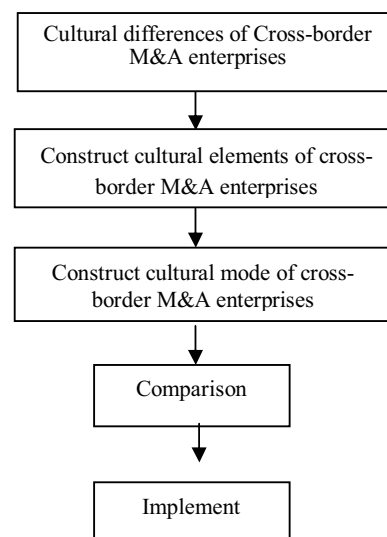 Cultural differences of Cross-border
M&A enterprises
Construct cultural elements of cross-
border M&A enterprises
Construct cultural mode of cross-
border M&A enterprises
Comparison
Implement